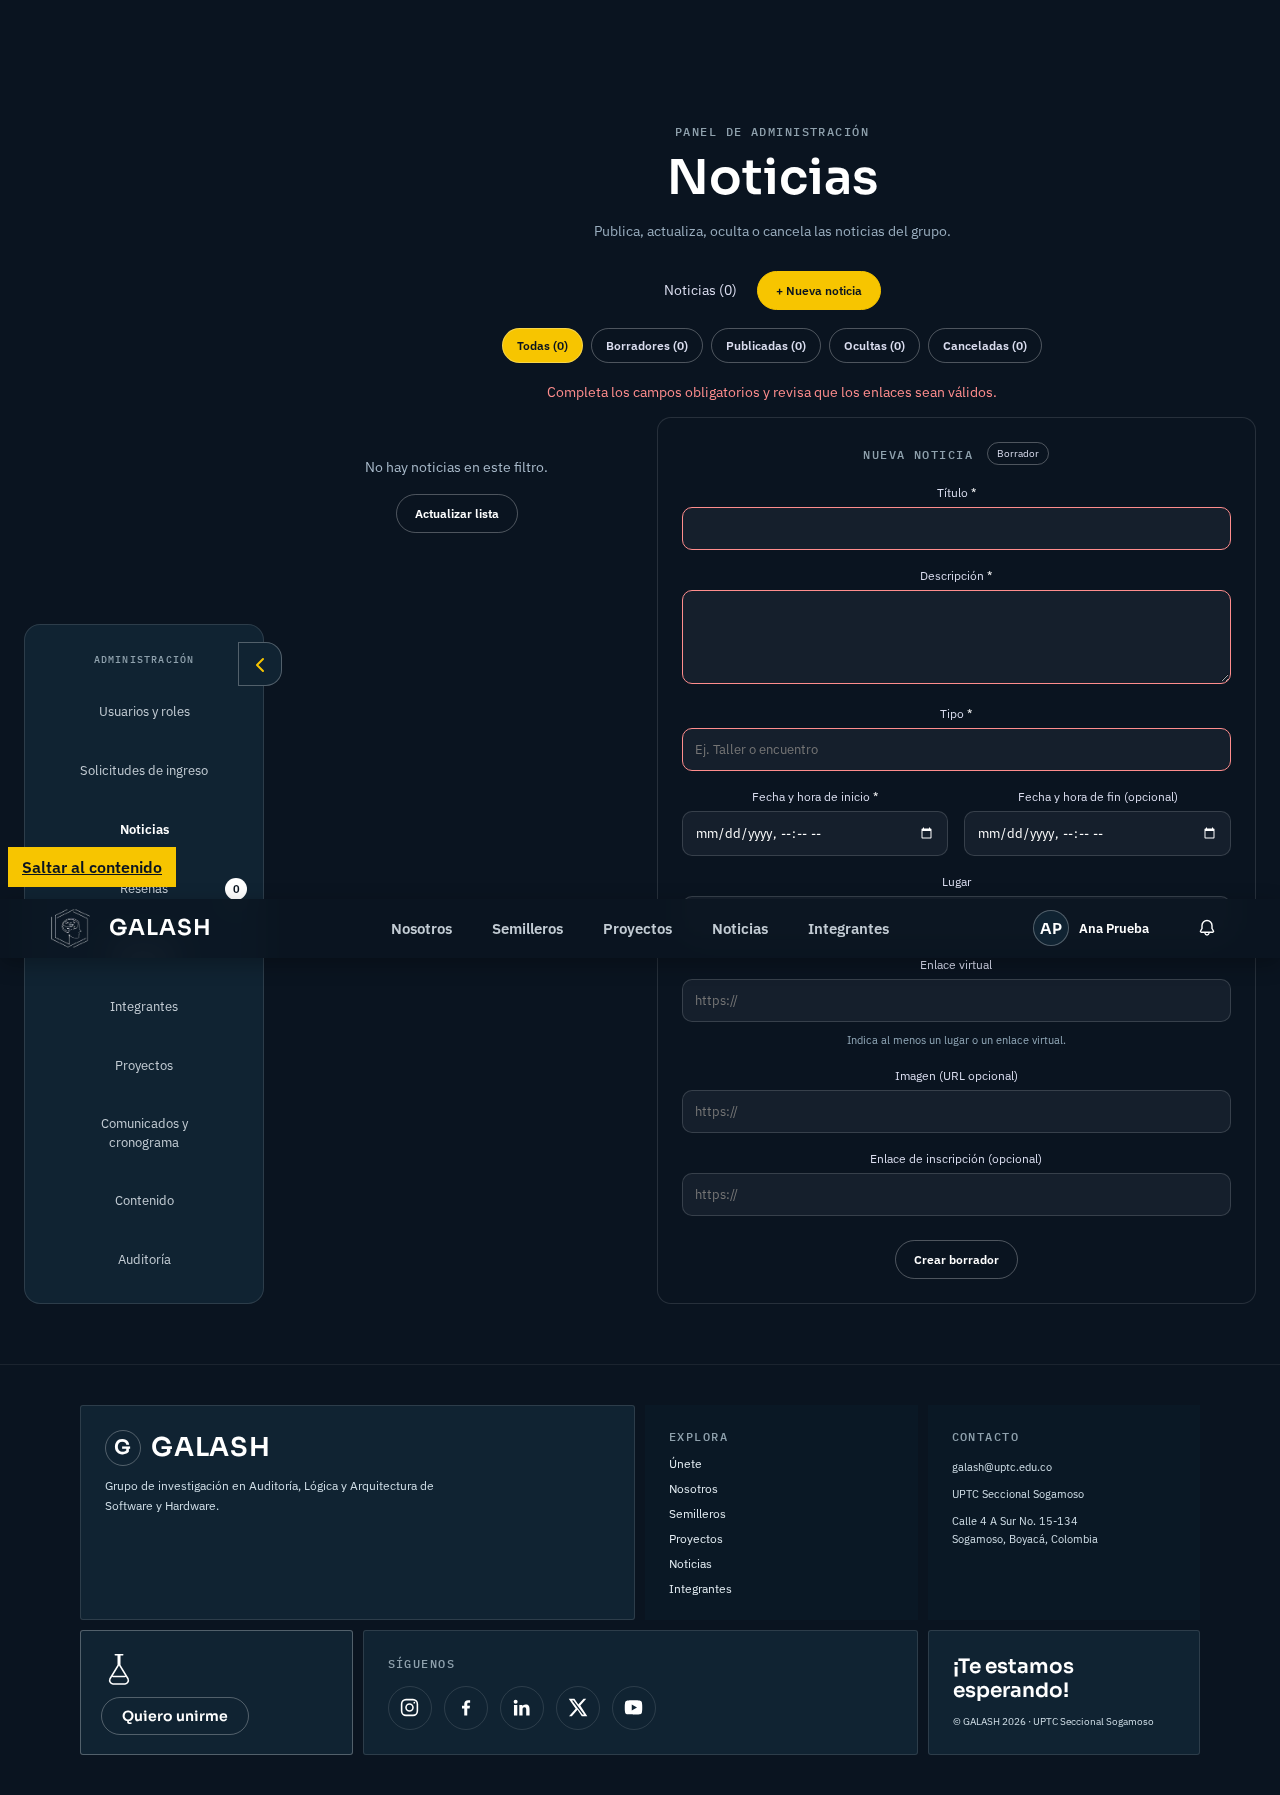 PANEL DE ADMINISTRACIÓN
Noticias
Publica, actualiza, oculta o cancela las noticias del grupo.
Noticias (0)
+ Nueva noticia
Todas (0)
Borradores (0)
Publicadas (0)
Ocultas (0)
Canceladas (0)
Completa los campos obligatorios y revisa que los enlaces sean válidos.
No hay noticias en este filtro.
Actualizar lista
NUEVA NOTICIA
Borrador
Título *
Descripción *
Tipo *
Ej. Taller o encuentro
Fecha y hora de inicio *
Fecha y hora de fin (opcional)
mm/dd/yyyy, --:-- --
mm/dd/yyyy, --:-- --
Lugar
ADMINISTRACIÓN
Usuarios y roles
Solicitudes de ingreso
Noticias
Saltar al contenido
Reseñas
0
GALASH
Nosotros
Semilleros
Proyectos
Noticias
Integrantes
AP
Ana Prueba
Integrantes
Proyectos
Comunicados y
cronograma
Contenido
Auditoría
Enlace virtual
https://
Indica al menos un lugar o un enlace virtual.
Imagen (URL opcional)
https://
Enlace de inscripción (opcional)
https://
Crear borrador
G
GALASH
Grupo de investigación en Auditoría, Lógica y Arquitectura de
Software y Hardware.
EXPLORA
Únete
Nosotros
Semilleros
Proyectos
Noticias
Integrantes
CONTACTO
galash@uptc.edu.co
UPTC Seccional Sogamoso
Calle 4 A Sur No. 15-134
Sogamoso, Boyacá, Colombia
Quiero unirme
SÍGUENOS
¡Te estamos
esperando!
© GALASH 2026 · UPTC Seccional Sogamoso